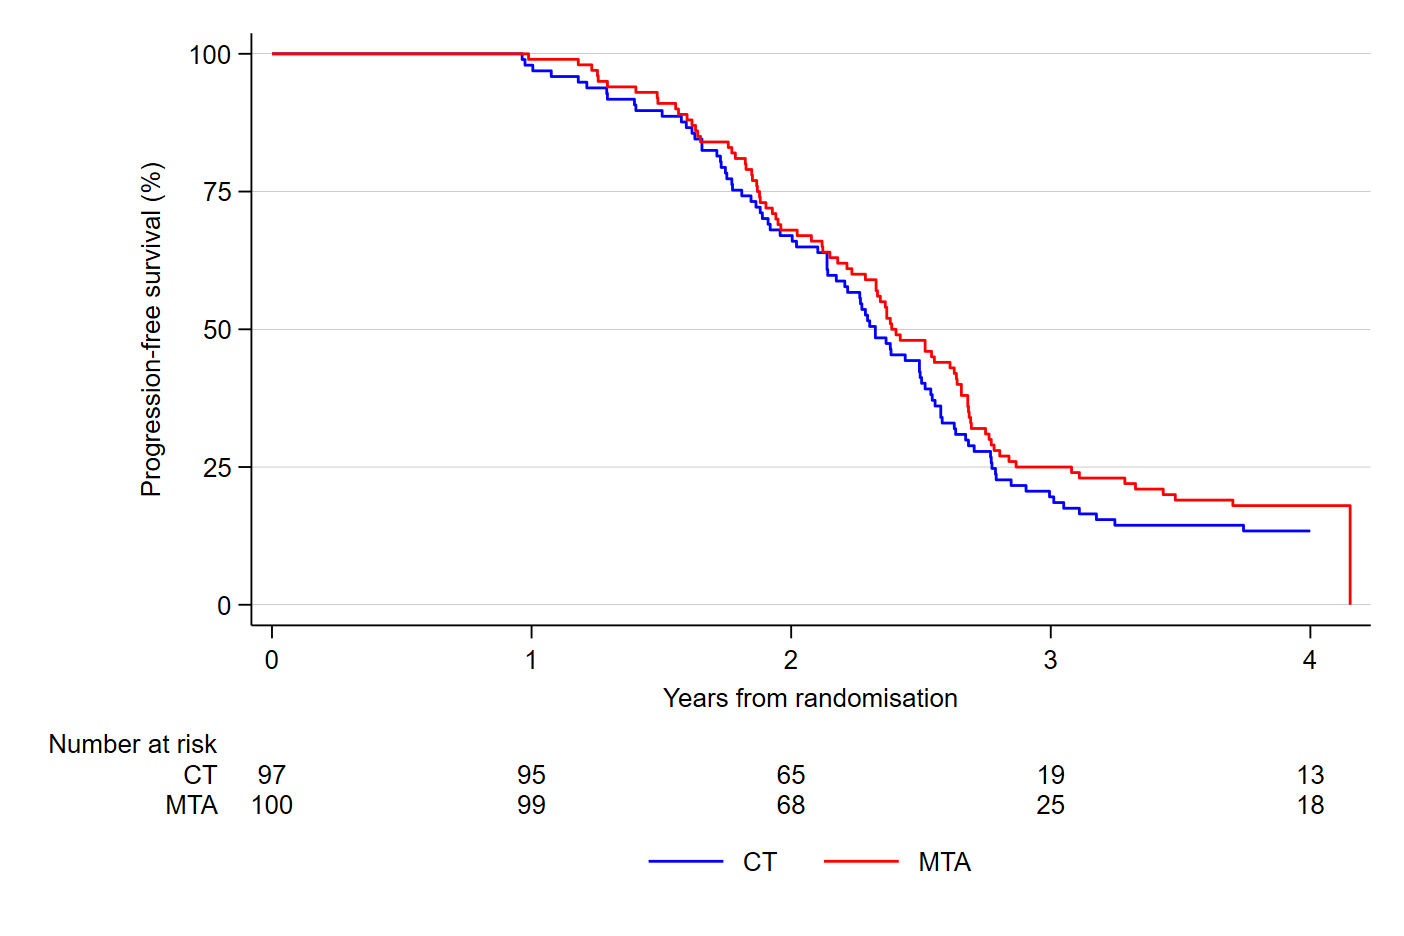 Progression-free survival (%)
100
75
50
25
0
0 1 2 3 4
Years from randomisation
Number at risk
CT 97 95 65 19 13
MTA 100 99 68 25 18
CT MTA